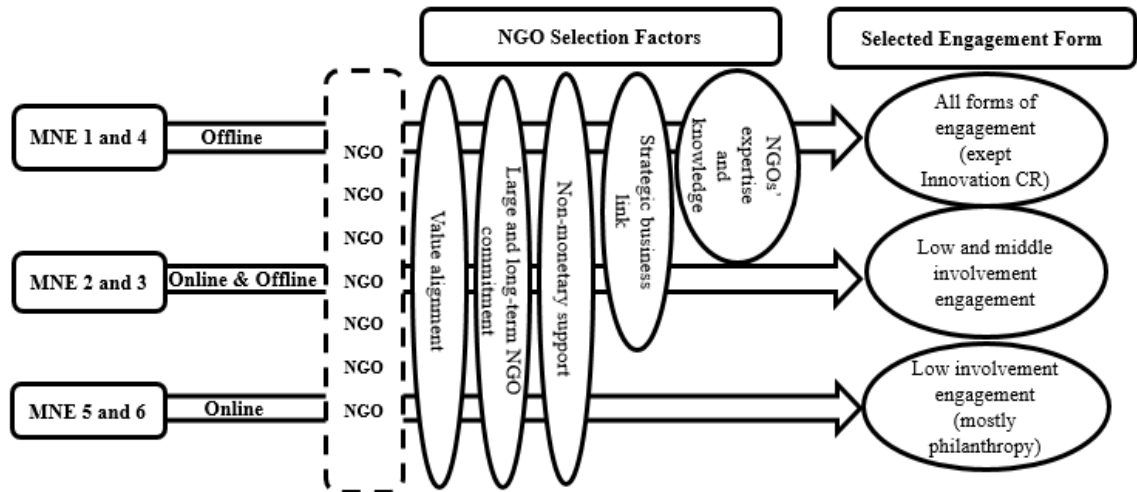 NGO Selection Factors
Selected Engagement Form
MNE 1 and 4
Offline
MNE 2 and 3
Online & Offline
MNE 5 and 6
Online
NGO
NGO
NGO
NGO
NGO
NGO
NGO
Value alignment
Large and long-term NGO
commitment
Non-monetary support
Strategic business
link
NGOs'
expertise
and
knowledge
All forms of
engagement
(exept
Innovation CR)
Low and middle
involvement
engagement
Low involvement
engagement
(mostly
philanthropy)